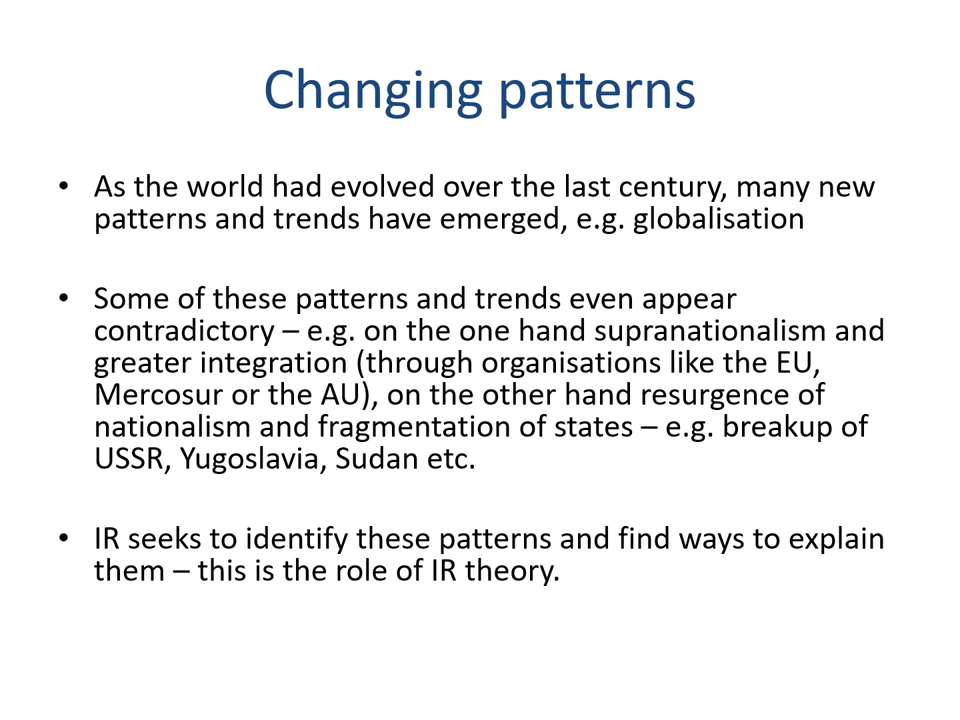 Changing patterns
• As the world had evolved over the last century, many new
patterns and trends have emerged, e.g. globalisation
• Some of these patterns and trends even appear
contradictory – e.g. on the one hand supranationalism and
greater integration (through organisations like the EU,
Mercosur or the AU), on the other hand resurgence of
nationalism and fragmentation of states – e.g. breakup of
USSR, Yugoslavia, Sudan etc.
• IR seeks to identify these patterns and find ways to explain
them – this is the role of IR theory.